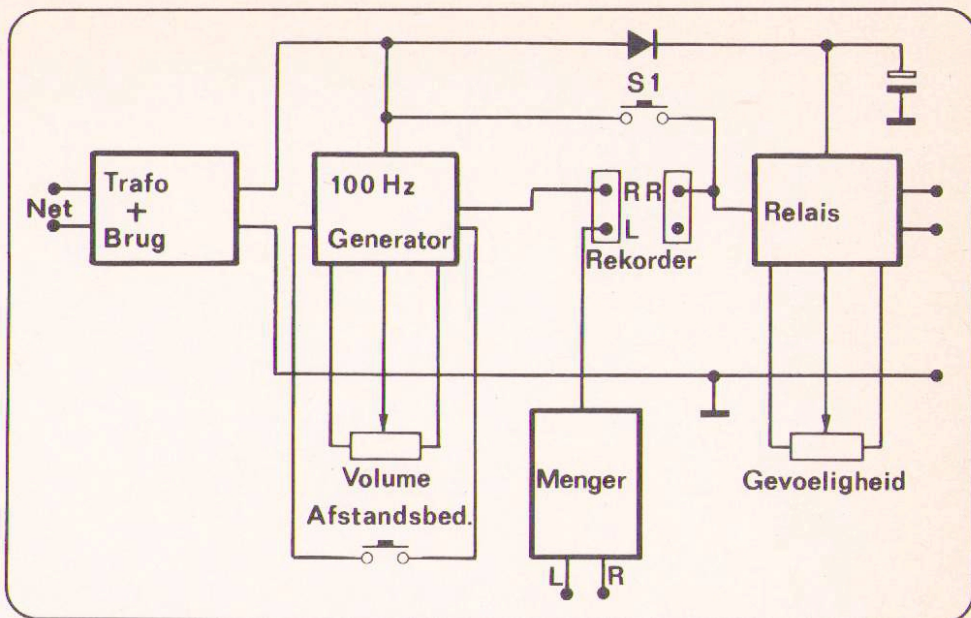 S1
Net
Trafo
+
Brug
100 Hz
Generator
R R
L
Rekorder
Relais
Volume
Afstandsbed.
Menger
L R
Gevoeligheid